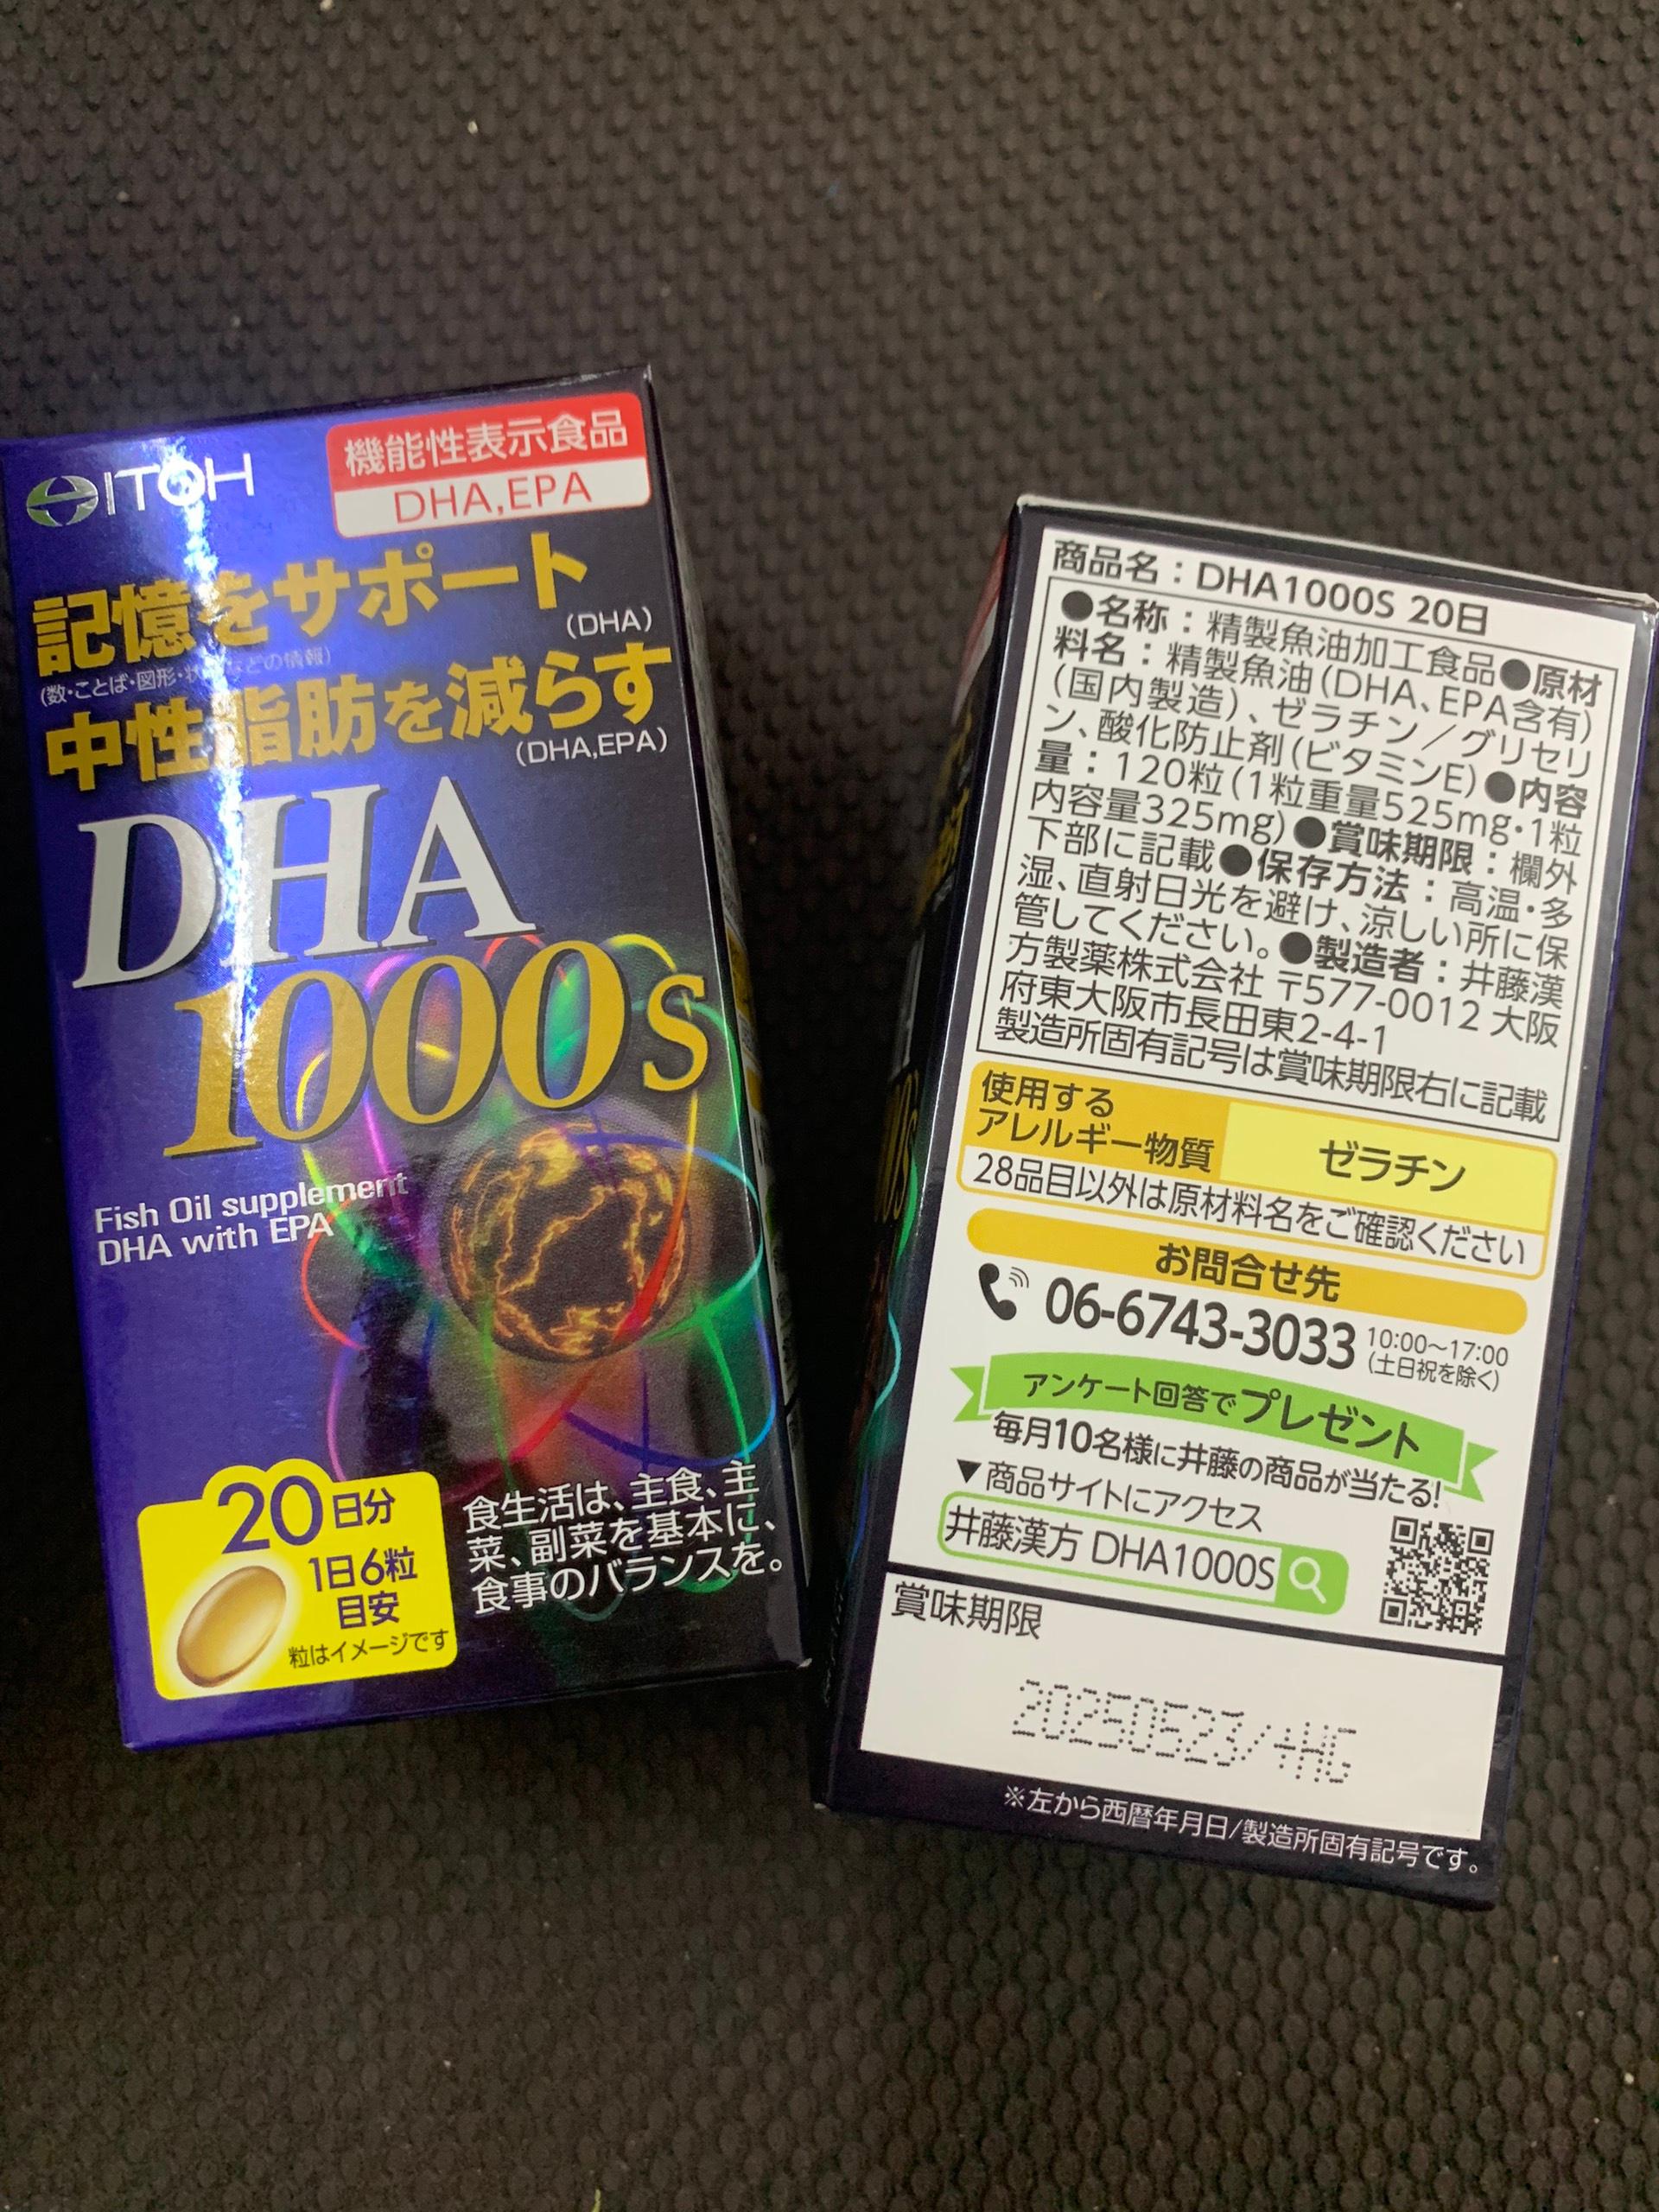 ITOH
機能性表示食品
DHA,EPA
記憶をサポート
(DHA)
(数・ことば・図形・状況などの情報)
中性脂肪を減らす
(DHA,EPA)
DHA
1000s
Fish Oil supplement
DHA with EPA
20日分
1日6粒
目安
粒はイメージです
食生活は、主食、主
菜、副菜を基本に、
食事のバランスを。
商品名：DHA1000S 20日
●名称：精製魚油加工食品●原材
料名：精製魚油(DHA、EPA含有)
(国内製造)、ゼラチン／グリセリ
ン、酸化防止剤(ビタミンE)●内容
量：120粒(1粒重量525mg・1粒
内容量325mg)●賞味期限：欄外
下部に記載●保存方法：高温・多
湿、直射日光を避け、涼しい所に保
管してください。●製造者：井藤漢
方製薬株式会社 〒577-0012 大阪
府東大阪市長田東2-4-1
製造所固有記号は賞味期限右に記載
使用する
アレルギー物質
ゼラチン
28品目以外は原材料名をご確認ください
お問合せ先
06-6743-3033
10:00～17:00
(土日祝を除く)
アンケート回答でプレゼント
毎月10名様に井藤の商品が当たる!
▼商品サイトにアクセス
井藤漢方 DHA1000S
賞味期限
20250523/+HG
※左から西暦年月日/製造所固有記号です。